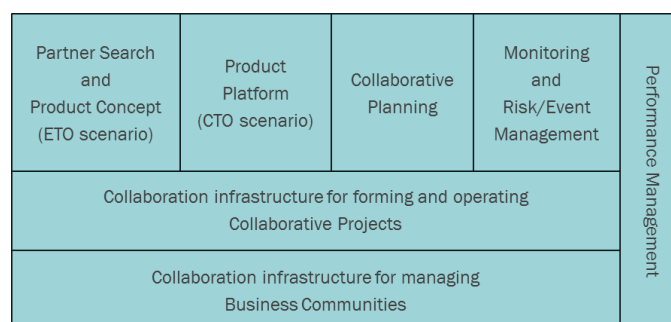 Partner Search
and
Product Concept
(ETO scenario)
Product
Platform
(CTO scenario)
Collaborative
Planning
Monitoring
and
Risk/Event
Management
Performance Management
Collaboration infrastructure for forming and operating
Collaborative Projects
Collaboration infrastructure for managing
Business Communities